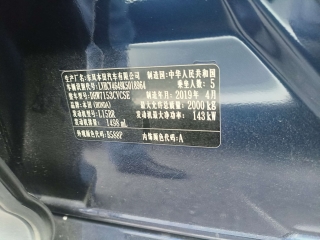 生产厂名:东风本田汽车有限公司 制造国:中华人民共和国
车辆识别代号: 乘坐人数: 5
整车型号:DHW7153CVCSE 制造年月:2019年 4月
品牌:本田(HONDA) 最大允许总质量:2000 kg
发动机型号:L15BR 发动机最大功率:143 kW
发动机排量:1498 mL
外饰颜色代码:B588P 内饰颜色代码:A